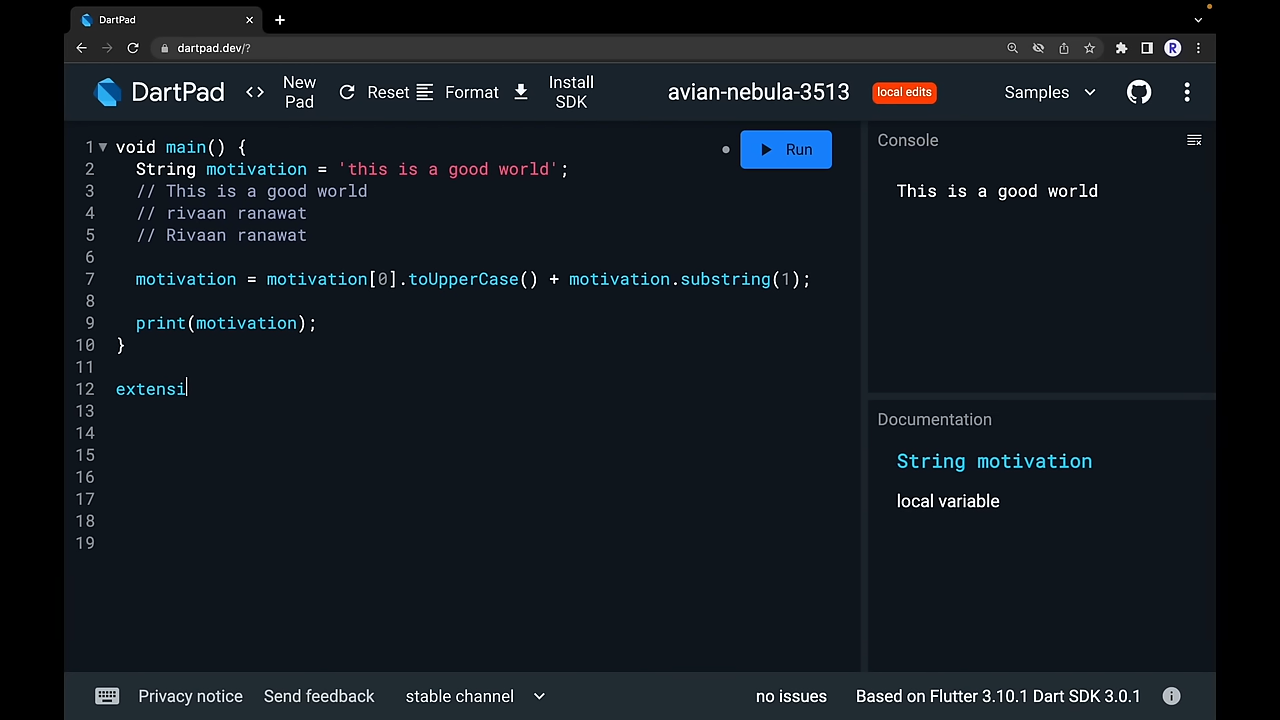 DartPad
dartpad.dev/?
R
DartPad
<>
New Pad
Reset
Format
Install SDK
avian-nebula-3513
local edits
Samples
1 void main() {
2 String motivation = 'this is a good world';
3 // This is a good world
4 // rivaan ranawat
5 // Rivaan ranawat
6
7 motivation = motivation[0].toUpperCase() + motivation.substring(1);
8
9 print(motivation);
10 }
11
12 extensi
13
14
15
16
17
18
19
Run
Console
This is a good world
Documentation
String motivation
local variable
Privacy notice
Send feedback
stable channel
no issues
Based on Flutter 3.10.1 Dart SDK 3.0.1